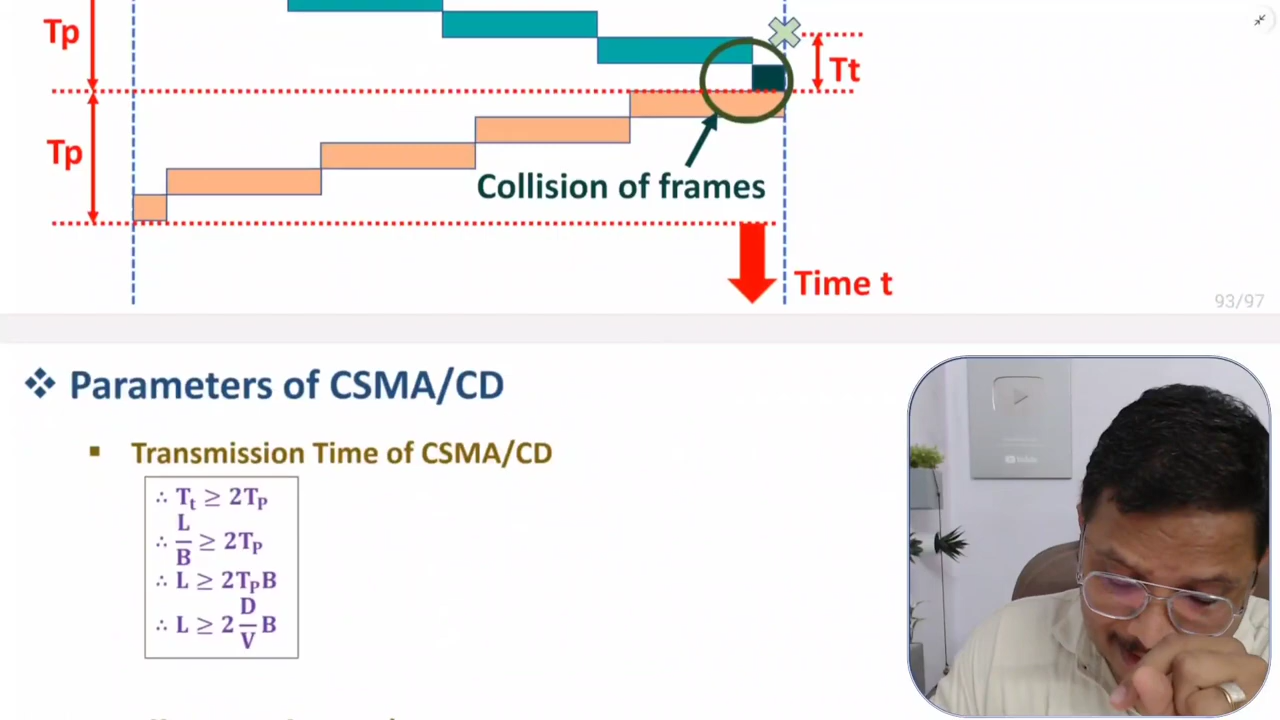 Tp
Tt
Tp
Collision of frames
Time t
93/97
❖ Parameters of CSMA/CD
▪ Transmission Time of CSMA/CD
∴ Tₜ ≥ 2Tₚ
∴ L/B ≥ 2Tₚ
∴ L ≥ 2TₚB
∴ L ≥ 2 D/V B
YouTube